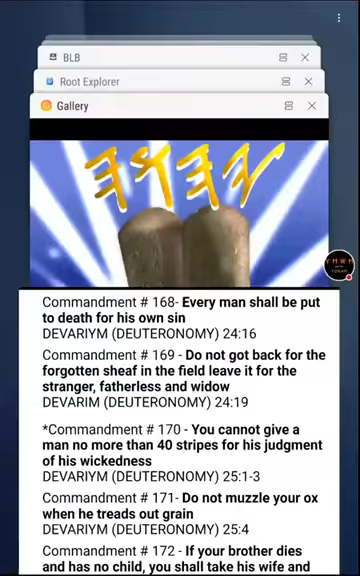 BLB
Root Explorer
Gallery
𐤉𐤄𐤅𐤄
Commandment # 168- Every man shall be put
to death for his own sin
DEVARIYM (DEUTERONOMY) 24:16
Commandment # 169 - Do not got back for the
forgotten sheaf in the field leave it for the
stranger, fatherless and widow
DEVARIM (DEUTERONOMY) 24:19
*Commandment # 170 - You cannot give a
man no more than 40 stripes for his judgment
of his wickedness
DEVARIYM (DEUTERONOMY) 25:1-3
Commandment # 171- Do not muzzle your ox
when he treads out grain
DEVARIYM (DEUTERONOMY) 25:4
Commandment # 172 - If your brother dies
and has no child, you shall take his wife and